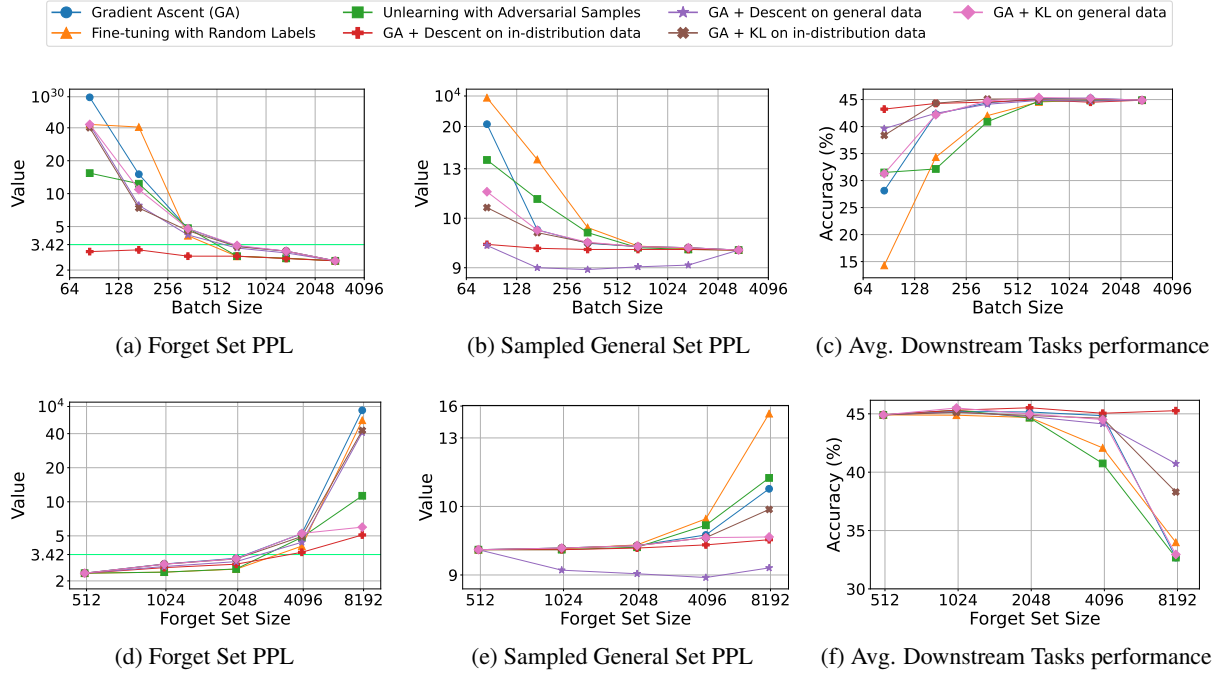 Gradient Ascent (GA)
Fine-tuning with Random Labels
Unlearning with Adversarial Samples
GA + Descent on in-distribution data
GA + Descent on general data
GA + KL on in-distribution data
GA + KL on general data
Value
10^30
40
20
10
5
3.42
2
64 128 256 512 1024 2048 4096
Batch Size
(a) Forget Set PPL
Value
10^4
20
13
10
9
64 128 256 512 1024 2048 4096
Batch Size
(b) Sampled General Set PPL
Accuracy (%)
45
40
35
30
25
20
15
64 128 256 512 1024 2048 4096
Batch Size
(c) Avg. Downstream Tasks performance
Value
10^4
40
20
10
5
3.42
2
512 1024 2048 4096 8192
Forget Set Size
(d) Forget Set PPL
Value
16
13
10
9
512 1024 2048 4096 8192
Forget Set Size
(e) Sampled General Set PPL
Accuracy (%)
45
40
35
30
512 1024 2048 4096 8192
Forget Set Size
(f) Avg. Downstream Tasks performance